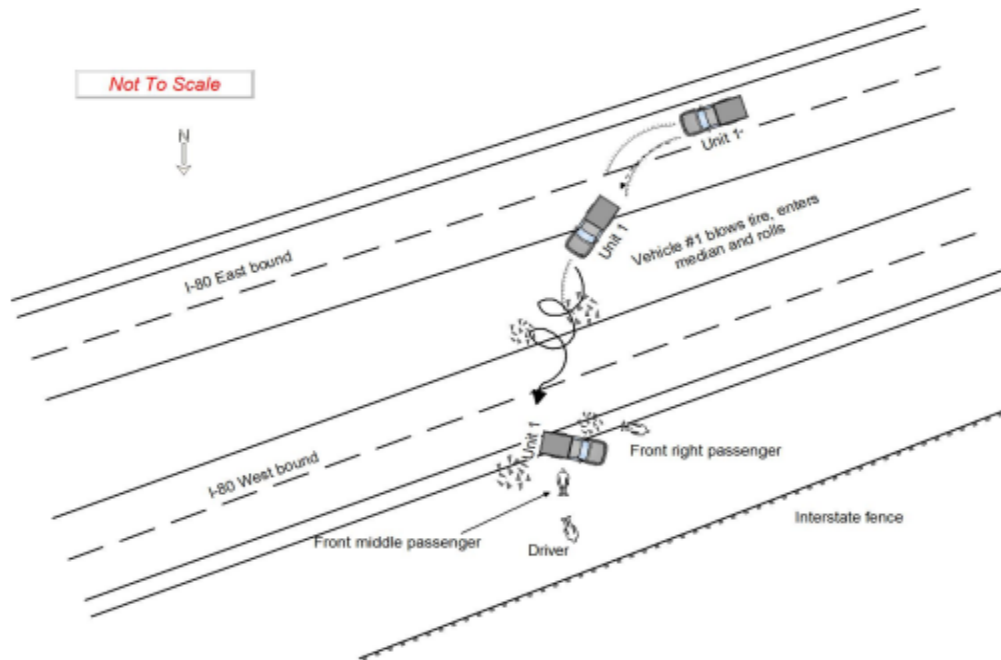 Not To Scale
N
Unit 1
Unit 1
Vehicle #1 blows tire, enters
median and rolls
I-80 East bound
I-80 West bound
Unit 1
Front right passenger
Front middle passenger
Driver
Interstate fence